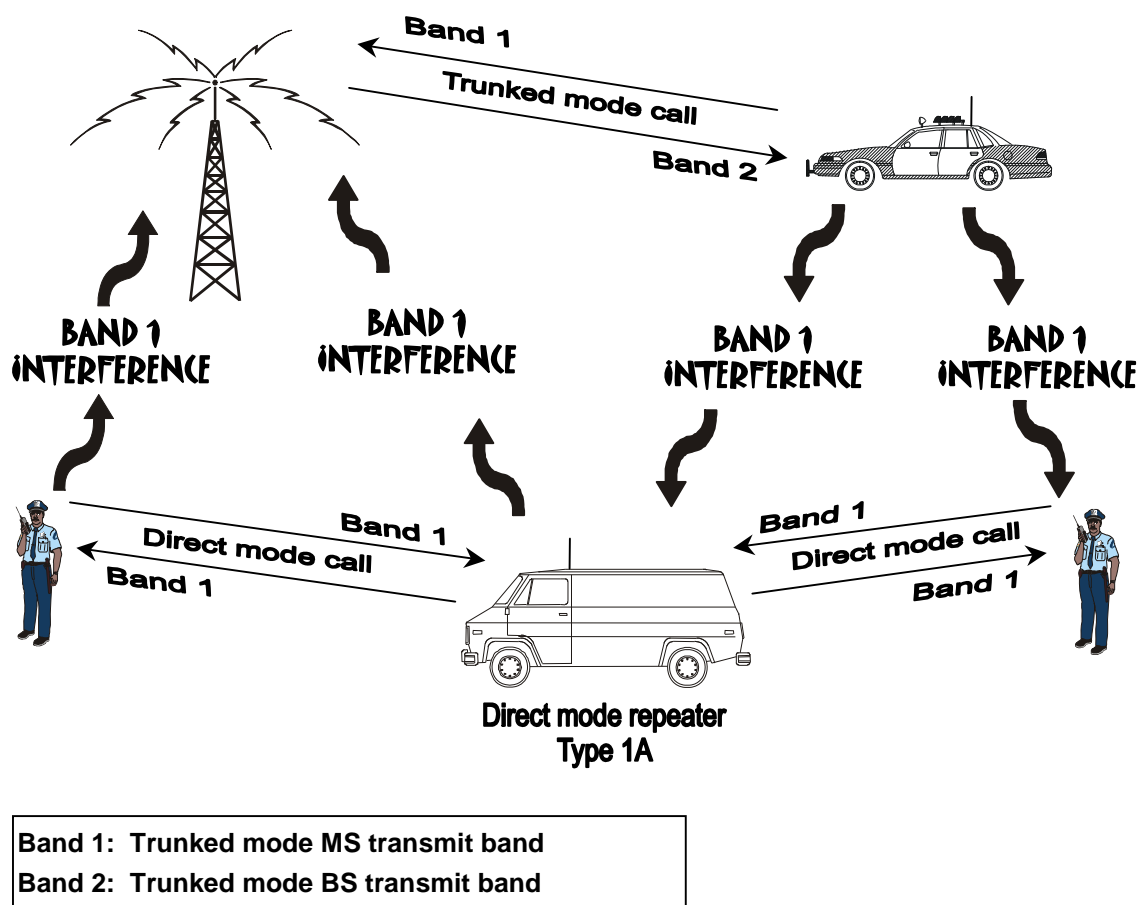 Band 1
Trunked mode call
Band 2
BAND 1
INTERFERENCE
BAND 1
INTERFERENCE
BAND 1
INTERFERENCE
BAND 1
INTERFERENCE
Band 1
Direct mode call
Band 1
Band 1
Direct mode call
Band 1
Direct mode repeater
Type 1A
Band 1: Trunked mode MS transmit band
Band 2: Trunked mode BS transmit band